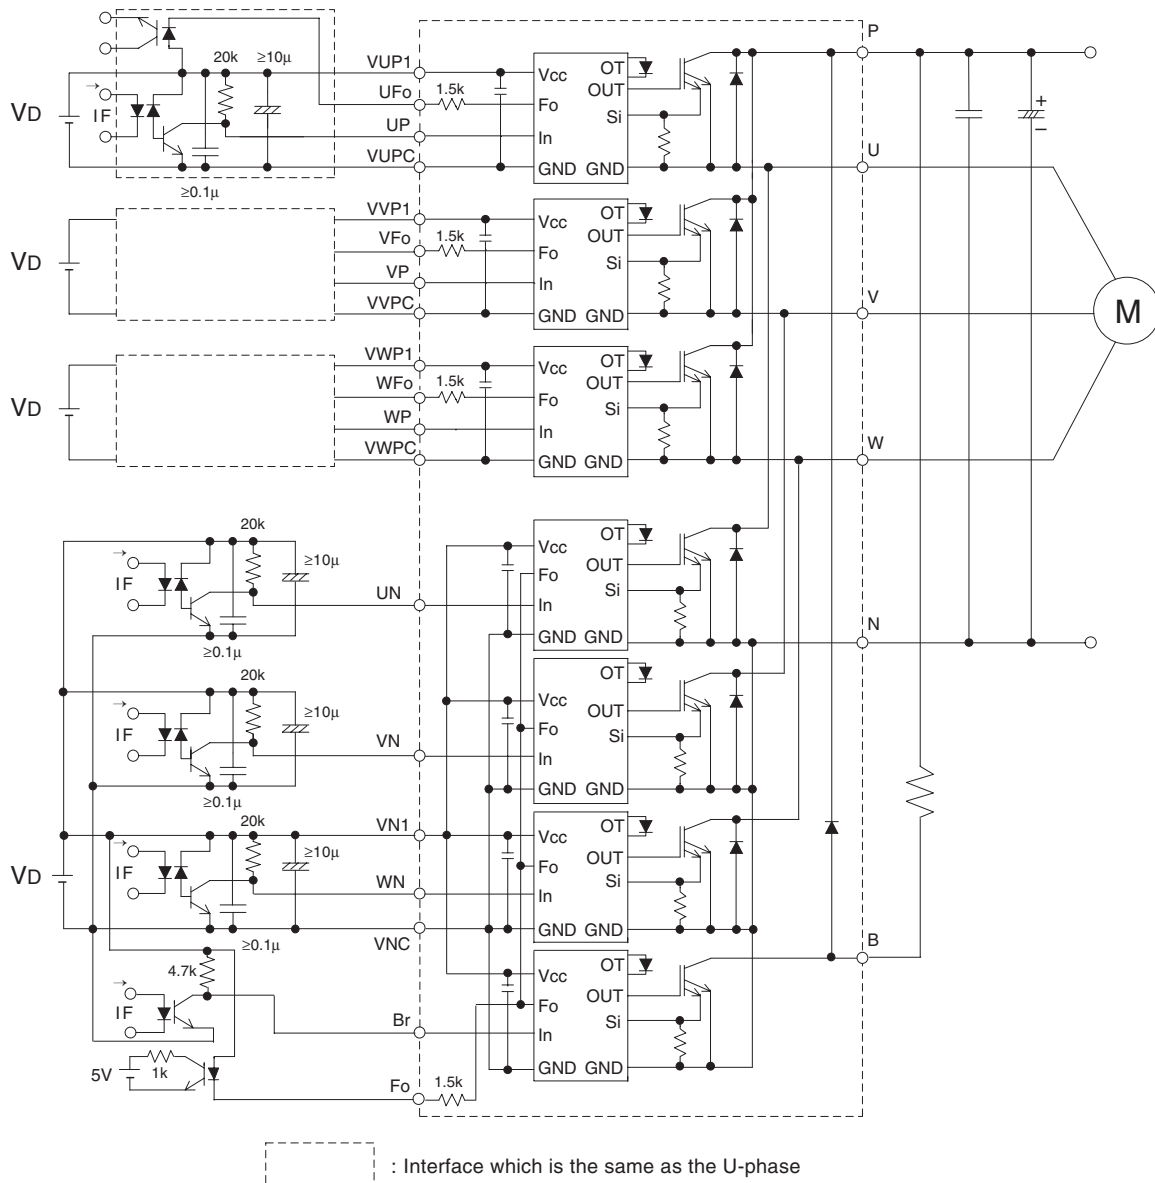 P
20k
≥10μ
VUP1
OT
Vcc
OUT
UFo
1.5k
Fo
+
VD
IF
Si
UP
In
–
VUPC
GND
GND
U
≥0.1μ
VVP1
OT
Vcc
VFo
1.5k
OUT
VD
Fo
Si
VP
In
V
VVPC
GND
GND
M
VWP1
OT
Vcc
WFo
1.5k
OUT
VD
Fo
Si
WP
In
W
VWPC
GND
GND
20k
OT
Vcc
≥10μ
OUT
IF
Fo
Si
UN
In
N
GND
GND
≥0.1μ
20k
OT
Vcc
≥10μ
OUT
IF
Fo
Si
VN
In
GND
GND
≥0.1μ
20k
VN1
OT
Vcc
≥10μ
OUT
VD
IF
Fo
Si
WN
In
GND
GND
B
≥0.1μ
VNC
4.7k
OT
Vcc
OUT
IF
Fo
Si
Br
In
5V
1k
GND
GND
Fo
1.5k
: Interface which is the same as the U-phase